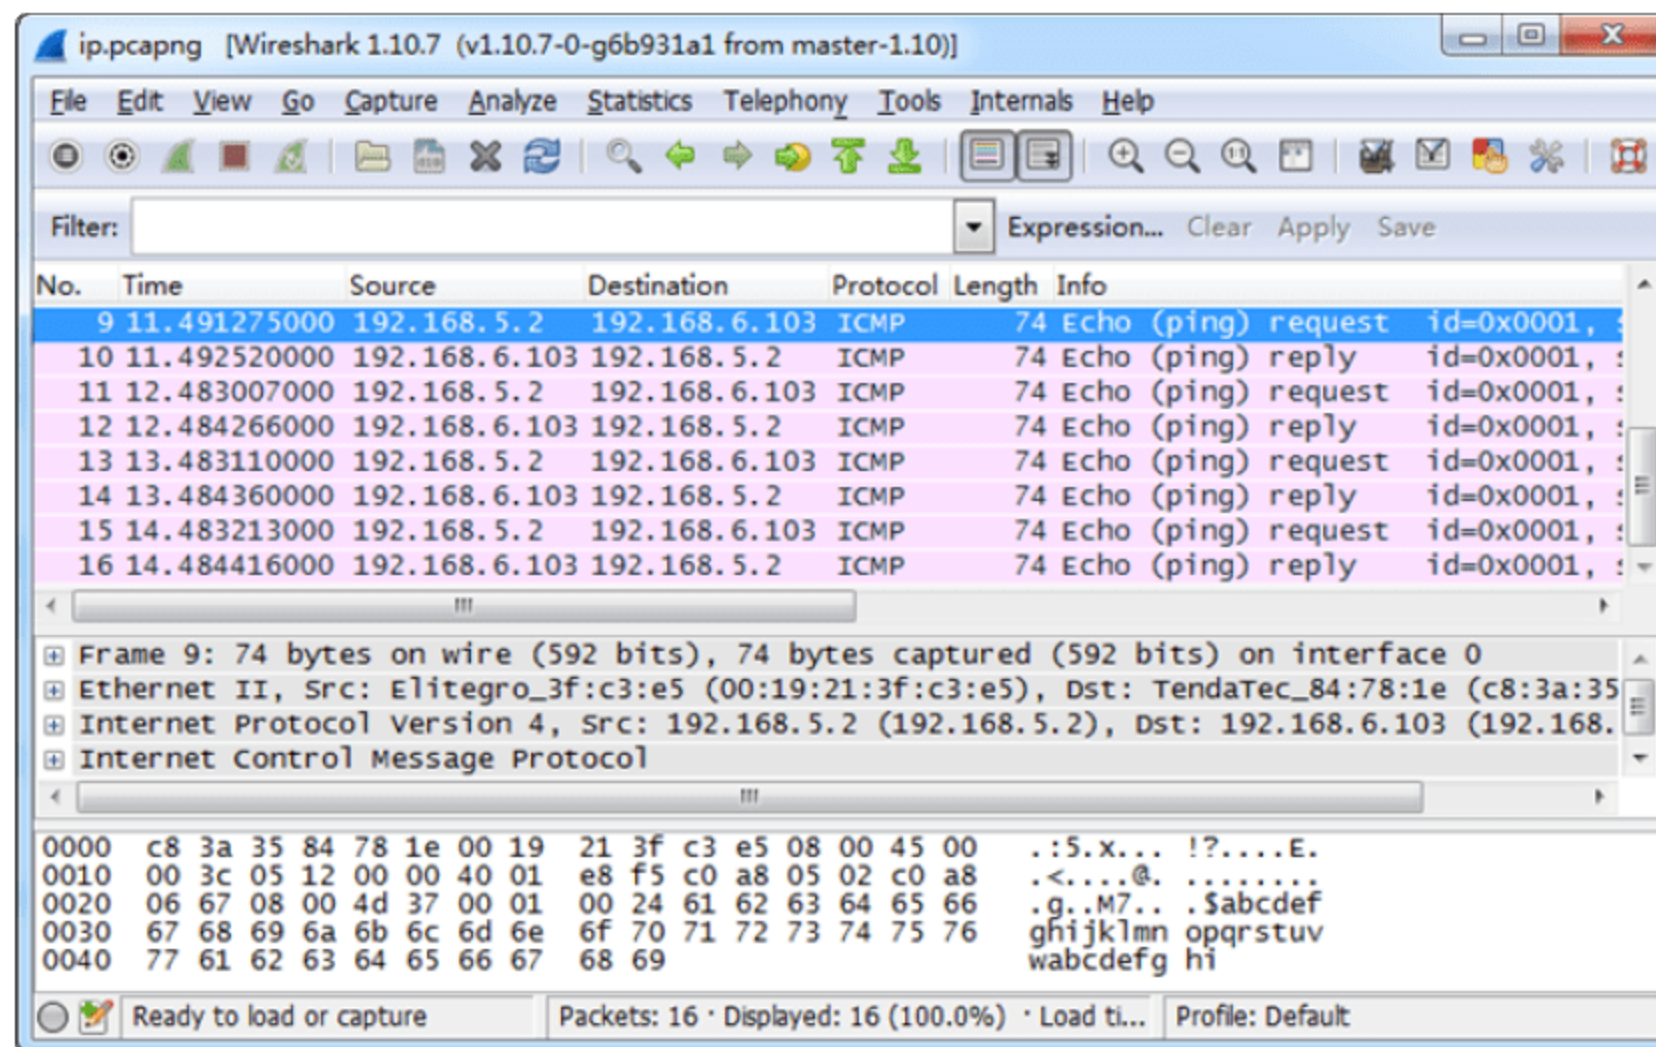 ip.pcapng [Wireshark 1.10.7 (v1.10.7-0-g6b931a1 from master-1.10)]
File Edit View Go Capture Analyze Statistics Telephony Tools Internals Help
Filter: Expression... Clear Apply Save
No. Time Source Destination Protocol Length Info
9 11.491275000 192.168.5.2 192.168.6.103 ICMP 74 Echo (ping) request id=0x0001,
10 11.492520000 192.168.6.103 192.168.5.2 ICMP 74 Echo (ping) reply id=0x0001,
11 12.483007000 192.168.5.2 192.168.6.103 ICMP 74 Echo (ping) request id=0x0001,
12 12.484266000 192.168.6.103 192.168.5.2 ICMP 74 Echo (ping) reply id=0x0001,
13 13.483110000 192.168.5.2 192.168.6.103 ICMP 74 Echo (ping) request id=0x0001,
14 13.484360000 192.168.6.103 192.168.5.2 ICMP 74 Echo (ping) reply id=0x0001,
15 14.483213000 192.168.5.2 192.168.6.103 ICMP 74 Echo (ping) request id=0x0001,
16 14.484416000 192.168.6.103 192.168.5.2 ICMP 74 Echo (ping) reply id=0x0001,
Frame 9: 74 bytes on wire (592 bits), 74 bytes captured (592 bits) on interface 0
Ethernet II, Src: Elitegro_3f:c3:e5 (00:19:21:3f:c3:e5), Dst: TendaTec_84:78:1e (c8:3a:35
Internet Protocol Version 4, Src: 192.168.5.2 (192.168.5.2), Dst: 192.168.6.103 (192.168.
Internet Control Message Protocol
0000 c8 3a 35 84 78 1e 00 19 21 3f c3 e5 08 00 45 00 .:5.x... !?....E.
0010 00 3c 05 12 00 00 40 01 e8 f5 c0 a8 05 02 c0 a8 .<....@. ........
0020 06 67 08 00 4d 37 00 01 00 24 61 62 63 64 65 66 .g..M7.. .$abcdef
0030 67 68 69 6a 6b 6c 6d 6e 6f 70 71 72 73 74 75 76 ghijklmn opqrstuv
0040 77 61 62 63 64 65 66 67 68 69 wabcdefg hi
Ready to load or capture Packets: 16 · Displayed: 16 (100.0%) · Load ti... Profile: Default